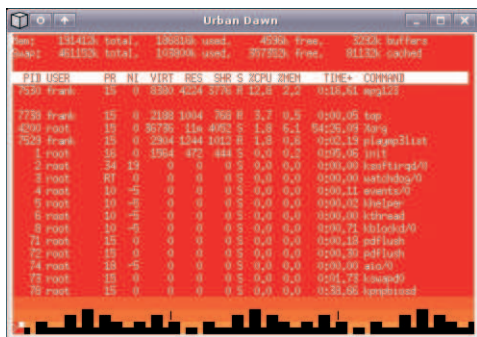 Urban Dawn
Mem: 191412k total, 186816k used, 4596k free, 3292k buffers
Swap: 461152k total, 103800k used, 357352k free, 81132k cached
PID USER PR NI VIRT RES SHR S %CPU %MEM TIME+ COMMAND
7530 frank 15 0 8380 4224 3776 R 12,8 2,2 0:16,61 mpg123
7738 frank 15 0 2188 1004 768 R 3,7 0,5 0:00,05 top
4200 root 15 0 36736 11m 4052 S 1,8 6,1 54:26,09 Xorg
7529 frank 15 0 2904 1244 1012 R 1,8 0,6 0:02,19 playmp3list
1 root 16 0 1564 472 444 S 0,0 0,2 0:05,06 init
2 root 34 19 0 0 0 S 0,0 0,0 0:00,00 ksoftirqd/0
3 root RT 0 0 0 0 S 0,0 0,0 0:00,00 watchdog/0
4 root 10 -5 0 0 0 S 0,0 0,0 0:00,11 events/0
5 root 10 -5 0 0 0 S 0,0 0,0 0:00,02 khelper
6 root 10 -5 0 0 0 S 0,0 0,0 0:00,00 kthread
8 root 10 -5 0 0 0 S 0,0 0,0 0:00,71 kblockd/0
71 root 15 0 0 0 0 S 0,0 0,0 0:00,18 pdflush
72 root 15 0 0 0 0 S 0,0 0,0 0:00,30 pdflush
74 root 18 -5 0 0 0 S 0,0 0,0 0:00,00 aio/0
73 root 15 0 0 0 0 S 0,0 0,0 0:01,73 kswapd0
78 root 15 0 0 0 0 S 0,0 0,0